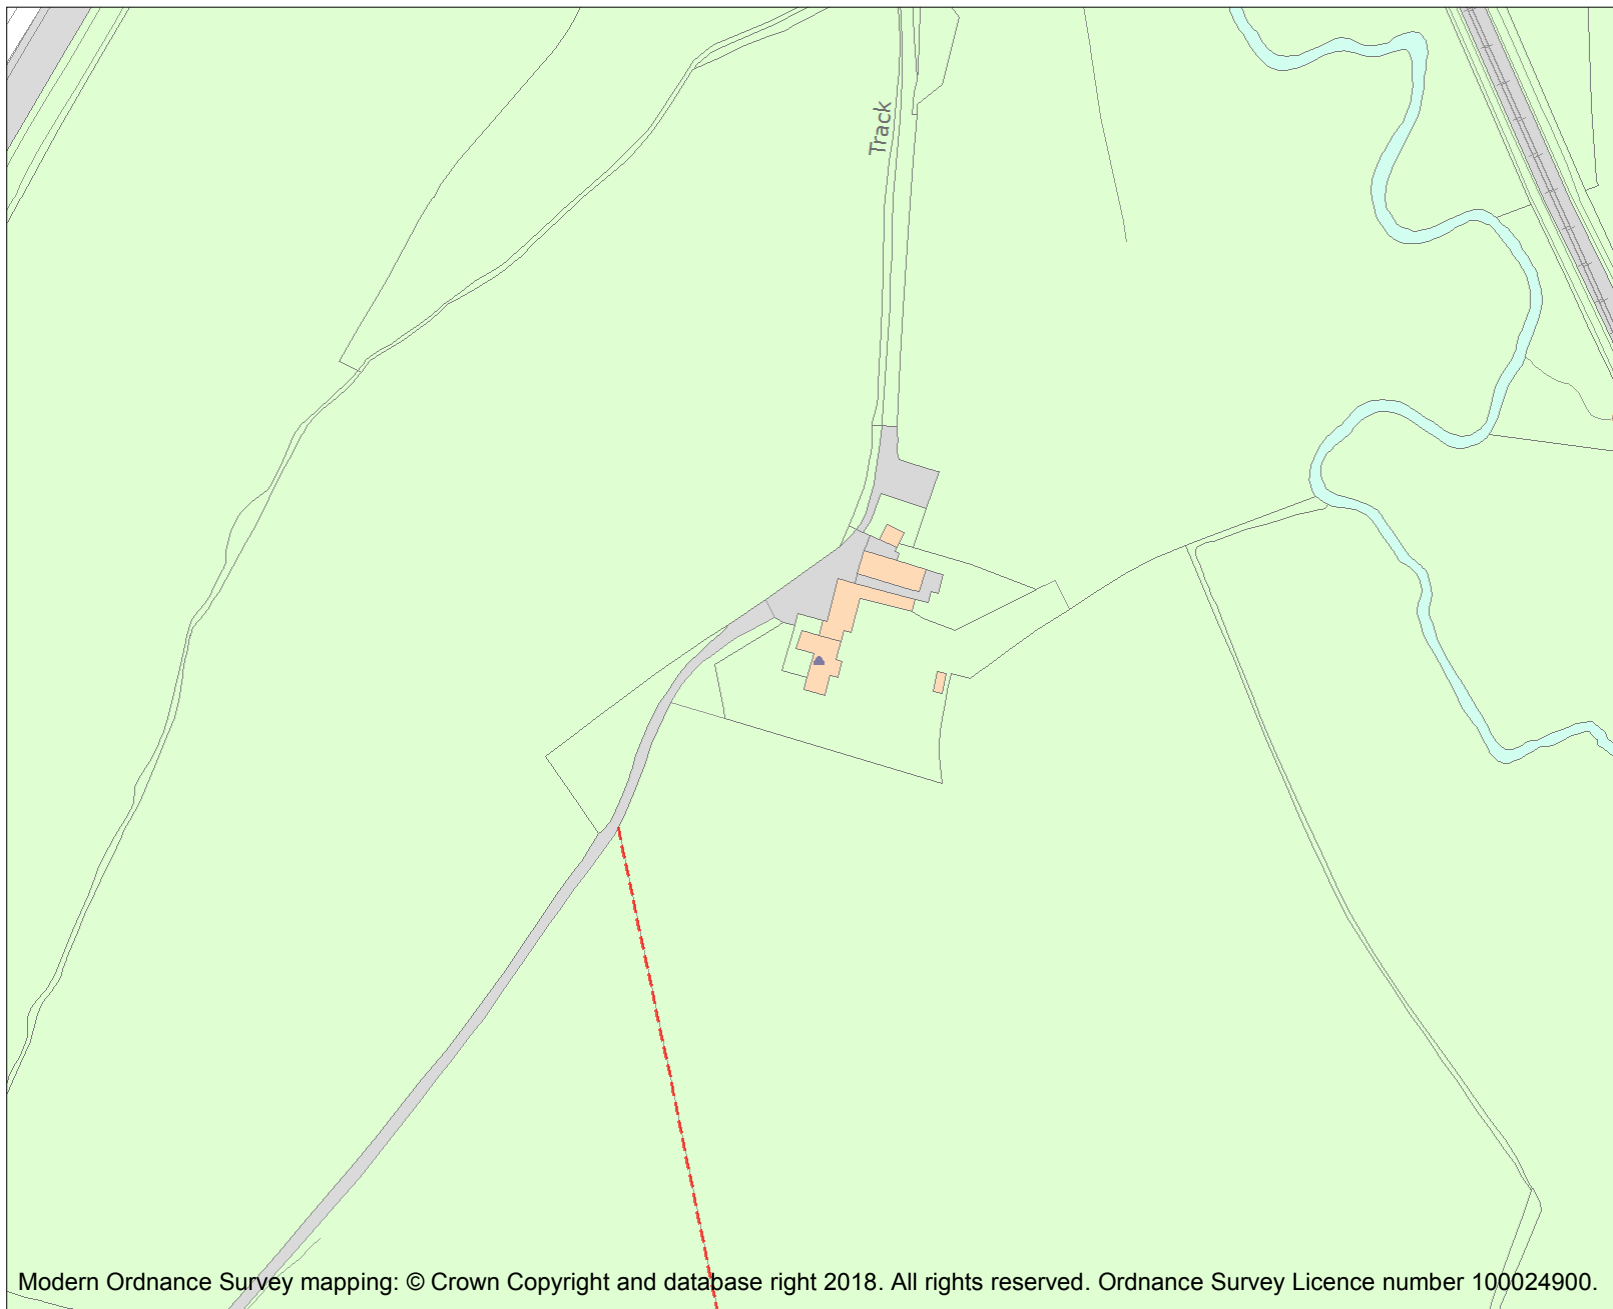 Track
Modern Ordnance Survey mapping: © Crown Copyright and database right 2018. All rights reserved. Ordnance Survey Licence number 100024900.